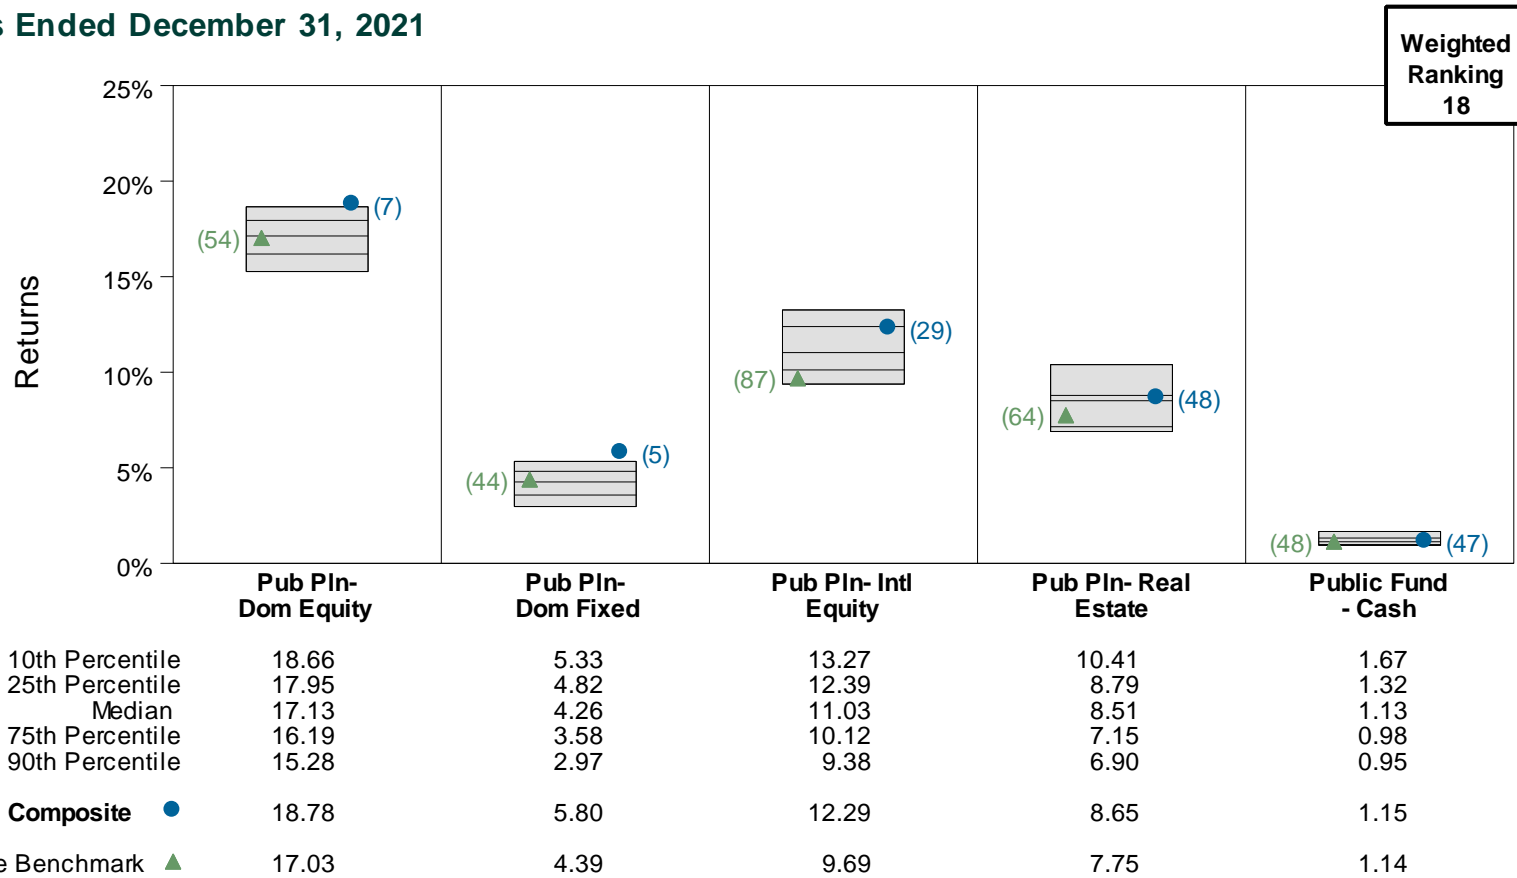 s Ended December 31, 2021
Weighted
Ranking
18
25%
20%
15%
10%
5%
0%
Returns
(7)
(54)
(5)
(44)
(29)
(87)
(48)
(64)
(48)
(47)
Pub Pln-
Dom Equity
Pub Pln-
Dom Fixed
Pub Pln- Intl
Equity
Pub Pln- Real
Estate
Public Fund
- Cash
10th Percentile 18.66 5.33 13.27 10.41 1.67
25th Percentile 17.95 4.82 12.39 8.79 1.32
Median 17.13 4.26 11.03 8.51 1.13
75th Percentile 16.19 3.58 10.12 7.15 0.98
90th Percentile 15.28 2.97 9.38 6.90 0.95
Composite 18.78 5.80 12.29 8.65 1.15
e Benchmark 17.03 4.39 9.69 7.75 1.14